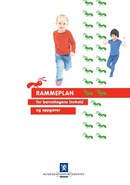 RAMMEPLAN
for barnehagens innhold
og oppgaver